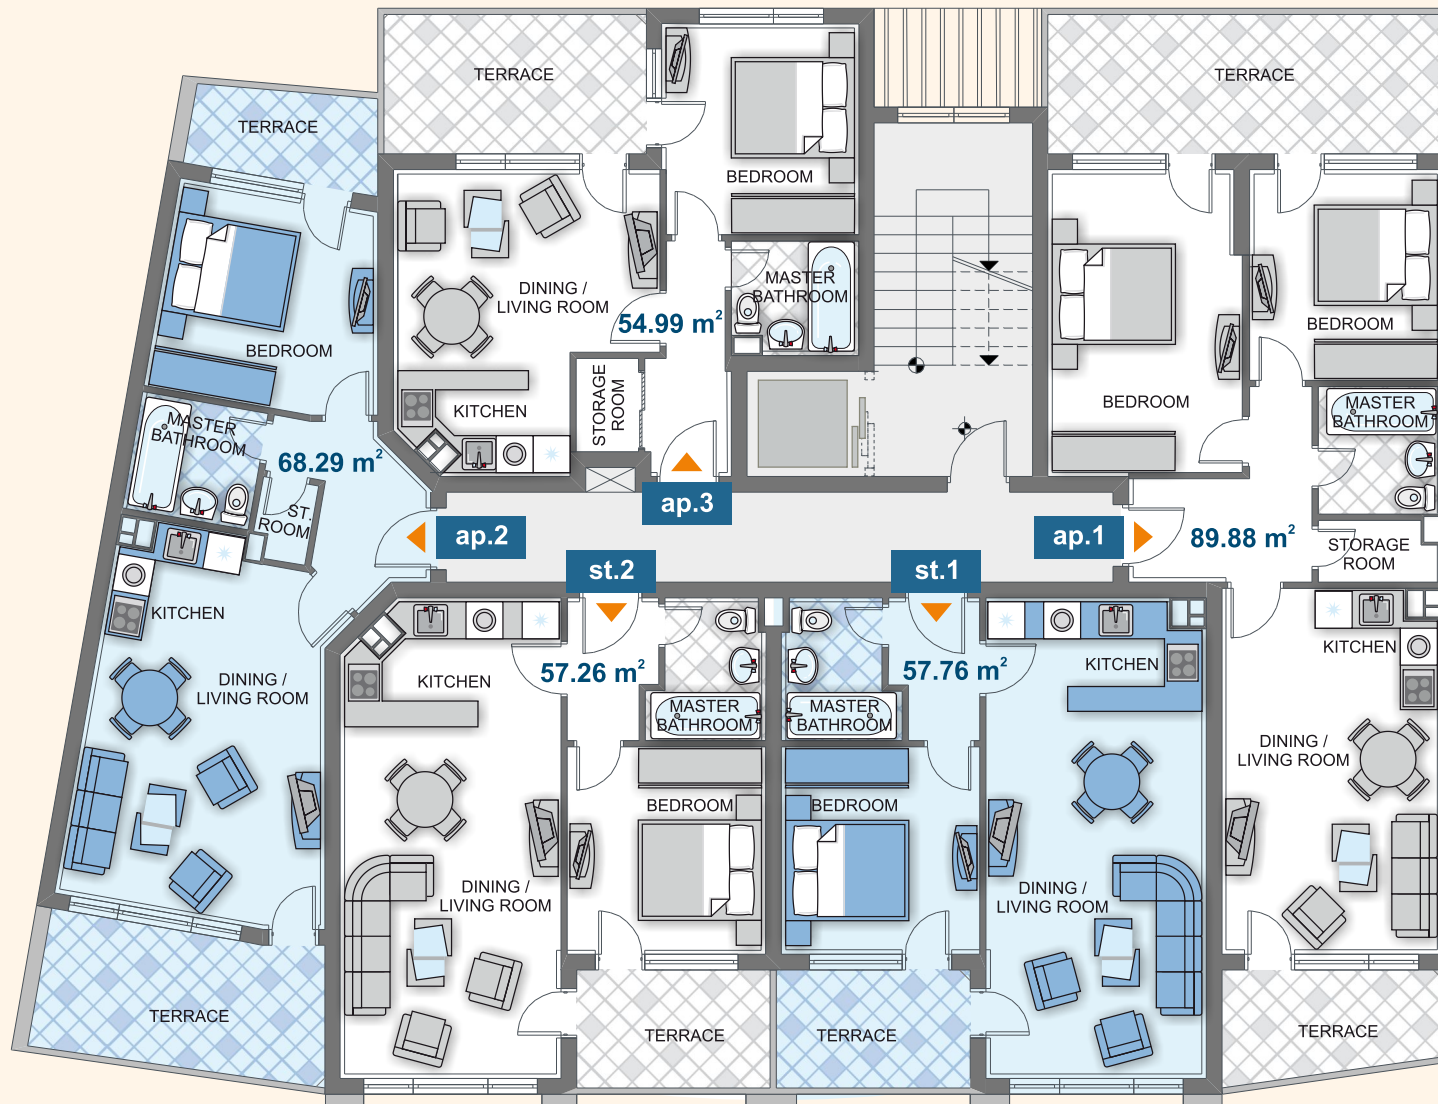 TERRACE
TERRACE
TERRACE
BEDROOM
MASTER
BATHROOM
DINING /
LIVING ROOM
54.99 m²
BEDROOM
BEDROOM
BEDROOM
KITCHEN
STORAGE
ROOM
MASTER
BATHROOM
68.29 m²
ST.
ROOM
MASTER
BATHROOM
ap.3
ap.2
ap.1
89.88 m²
STORAGE
ROOM
st.2
st.1
KITCHEN
57.26 m²
57.76 m²
KITCHEN
KITCHEN
KITCHEN
DINING /
LIVING ROOM
MASTER
BATHROOM
MASTER
BATHROOM
DINING /
LIVING ROOM
BEDROOM
BEDROOM
DINING /
LIVING ROOM
DINING /
LIVING ROOM
TERRACE
TERRACE
TERRACE
TERRACE